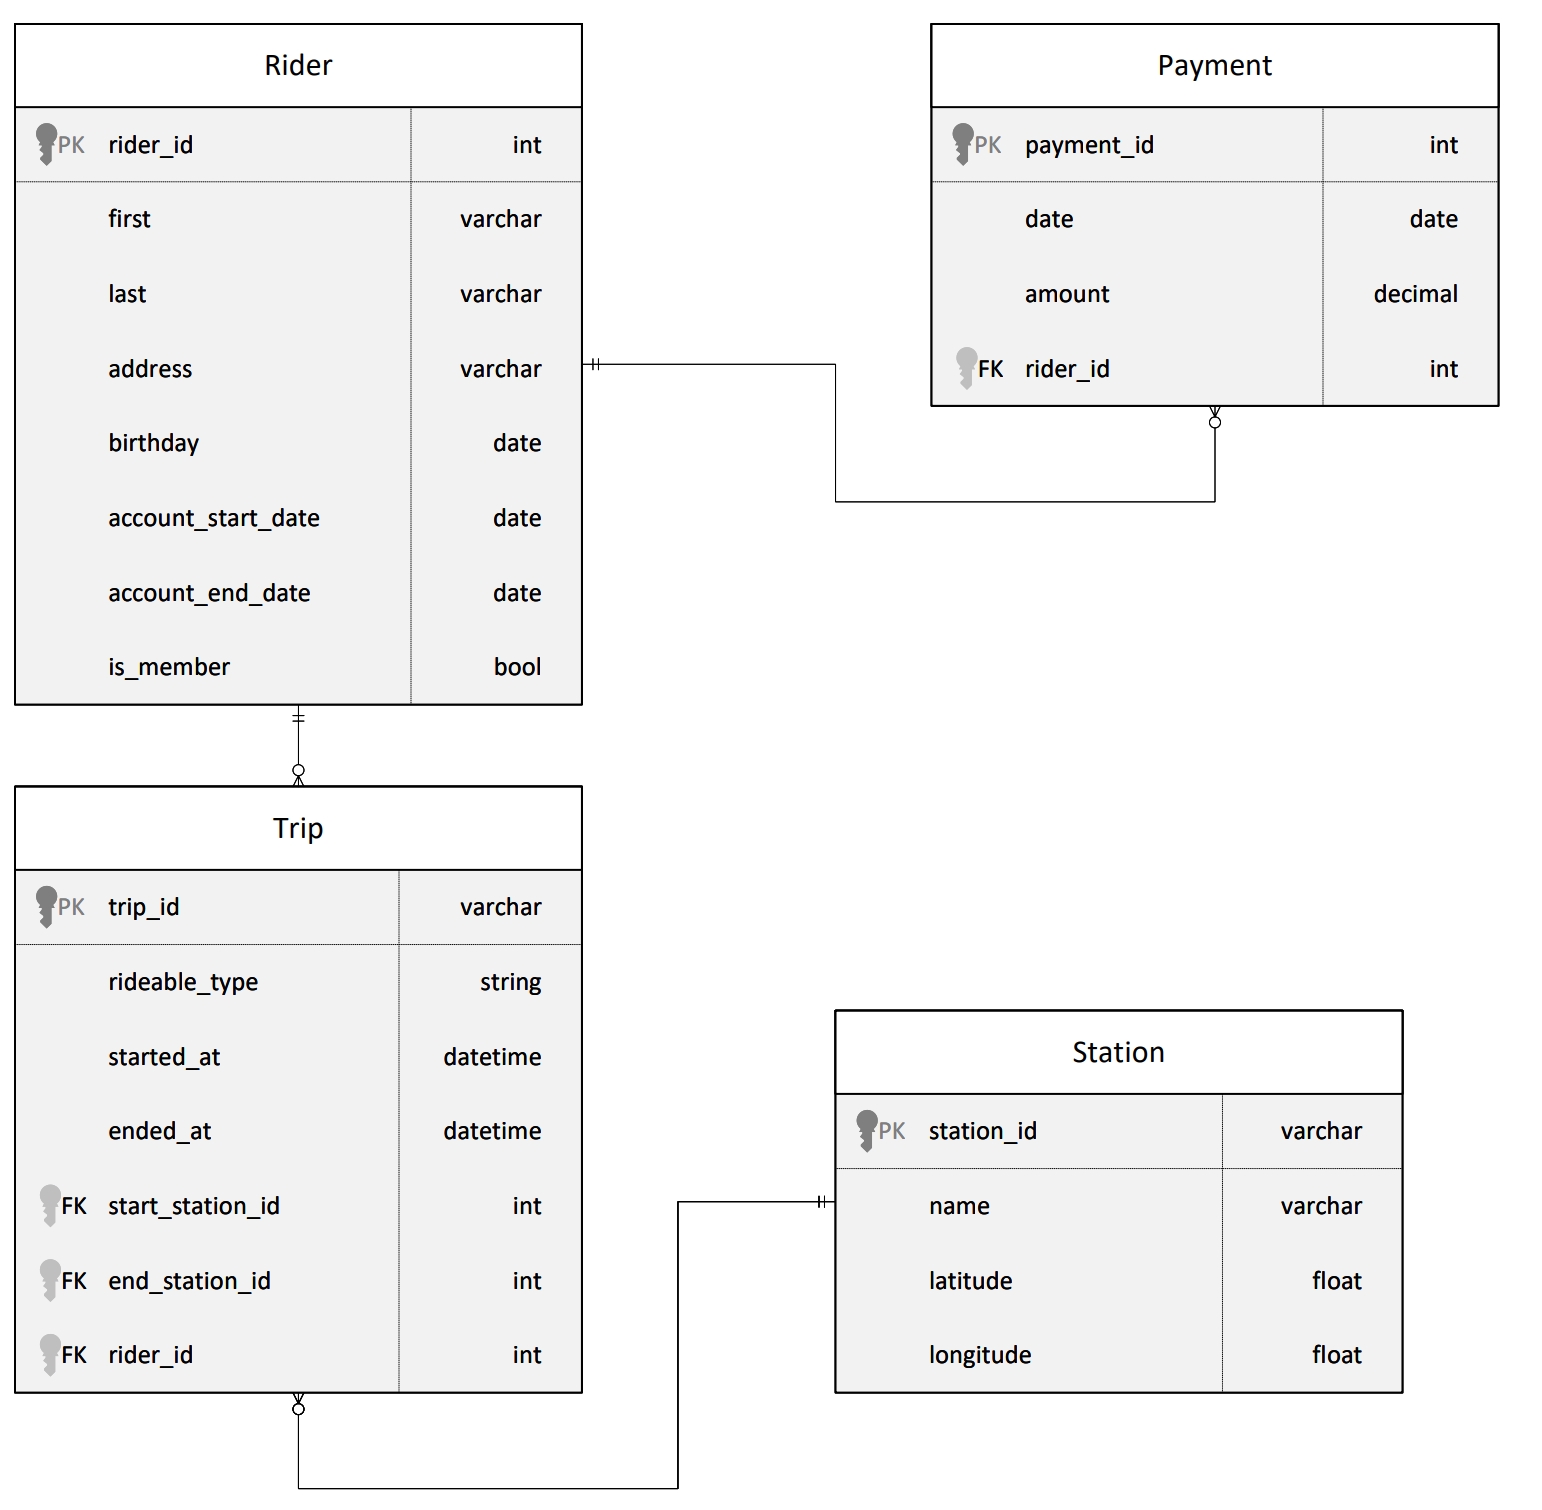 Rider
PK rider_id int
first varchar
last varchar
address varchar
birthday date
account_start_date date
account_end_date date
is_member bool
Payment
PK payment_id int
date date
amount decimal
FK rider_id int
Trip
PK trip_id varchar
rideable_type string
started_at datetime
ended_at datetime
FK start_station_id int
FK end_station_id int
FK rider_id int
Station
PK station_id varchar
name varchar
latitude float
longitude float